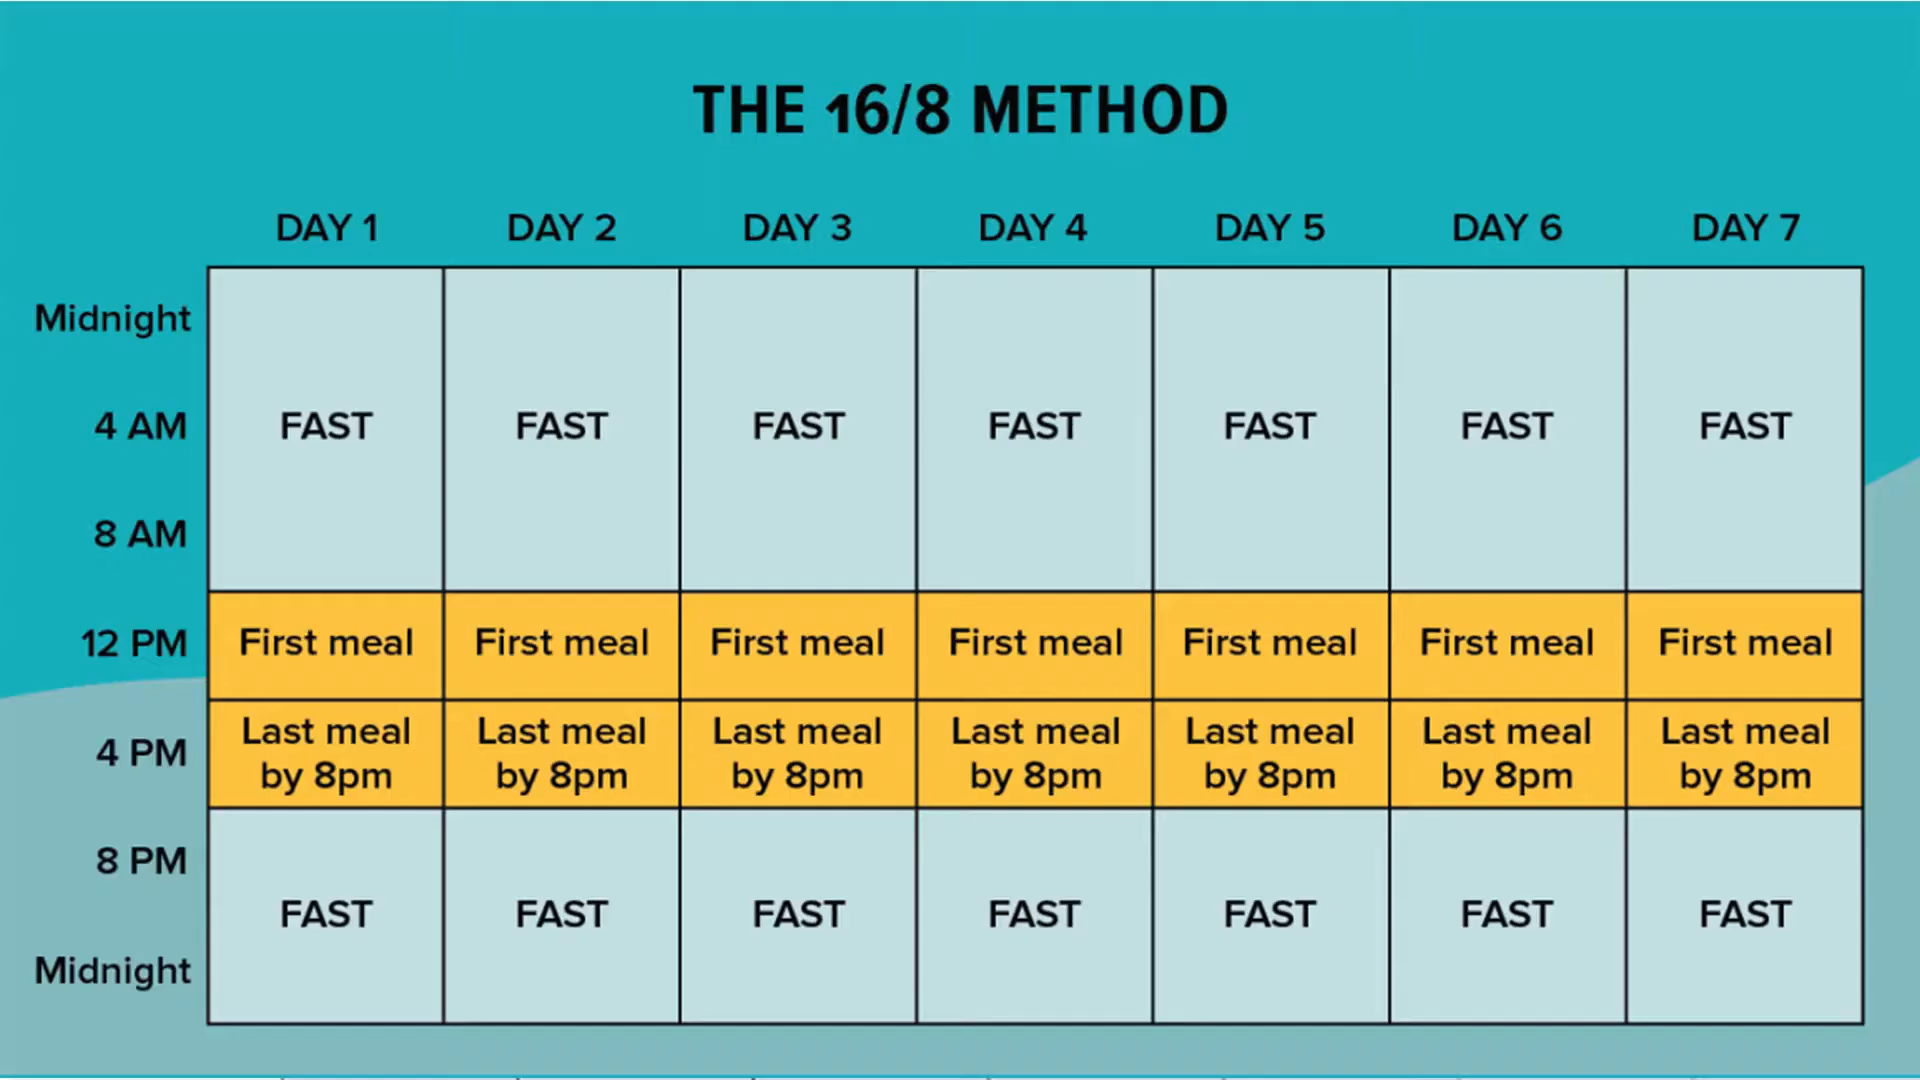 THE 16/8 METHOD
DAY 1 DAY 2 DAY 3 DAY 4 DAY 5 DAY 6 DAY 7
Midnight
4 AM FAST FAST FAST FAST FAST FAST FAST
8 AM
12 PM First meal First meal First meal First meal First meal First meal First meal
Last meal Last meal Last meal Last meal Last meal Last meal Last meal
4 PM
by 8pm by 8pm by 8pm by 8pm by 8pm by 8pm by 8pm
8 PM
FAST FAST FAST FAST FAST FAST FAST
Midnight